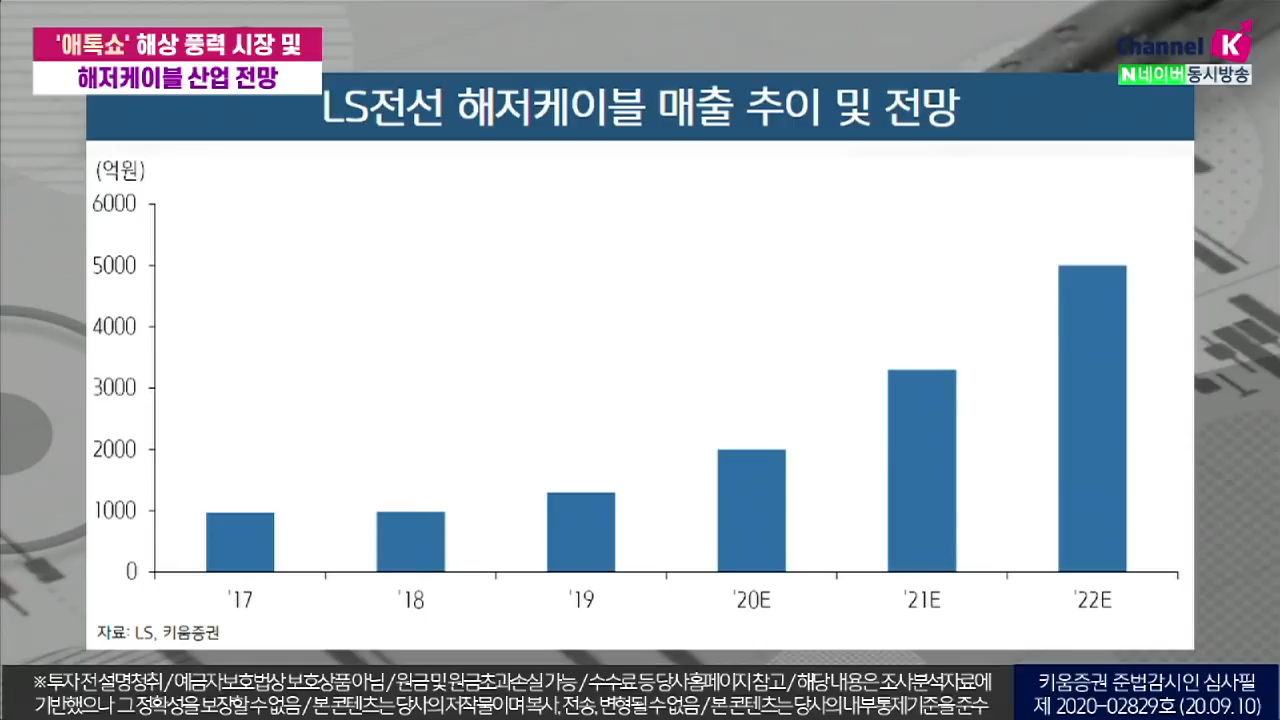 '애톡쇼' 해상 풍력 시장 및
해저케이블 산업 전망
Channel K
N네이버 동시방송
LS전선 해저케이블 매출 추이 및 전망
(억원)
6000
5000
4000
3000
2000
1000
0
'17 '18 '19 '20E '21E '22E
자료: LS, 키움증권
※투자 전 설명청취 / 예금자보호법상 보호상품 아님 / 원금 및 원금초과손실 가능 / 수수료 등 당사홈페이지 참고 / 해당 내용은 조사분석자료에
기반했으나 그 정확성을 보장할 수 없음 / 본 콘텐츠는 당사의 저작물이며 복사, 전송, 변형될 수 없음 / 본 콘텐츠는 당사의 내부통제기준을 준수
키움증권 준법감시인 심사필
제 2020-02829호 (20.09.10)